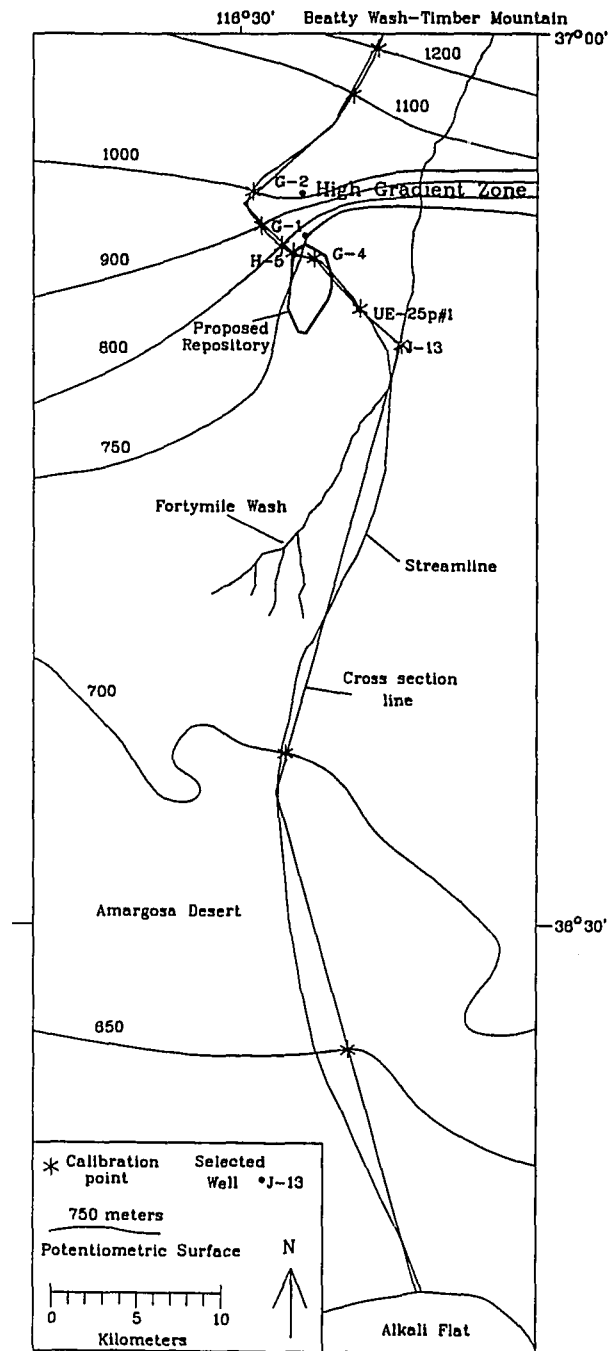 116°30'
Beatty Wash-Timber Mountain
37°00'
1200
1100
1000
G-2
High Gradient Zone
G-1
900
H-5
G-4
UE-25p#1
Proposed
Repository
J-13
800
750
Fortymile Wash
Streamline
Cross section
line
700
Amargosa Desert
36°30'
650
Calibration
point
Selected
Well
J-13
750 meters
Potentiometric Surface
N
0
5
10
Kilometers
Alkali Flat